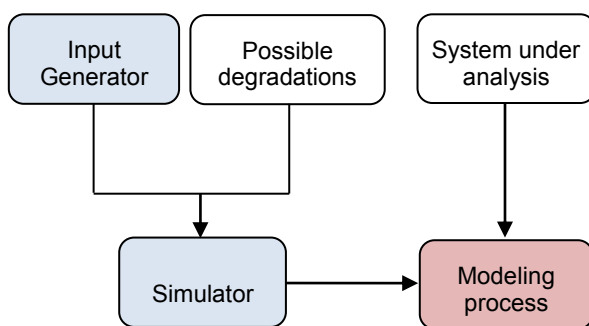 Input
Generator
Possible
degradations
System under
analysis
Simulator
Modeling
process